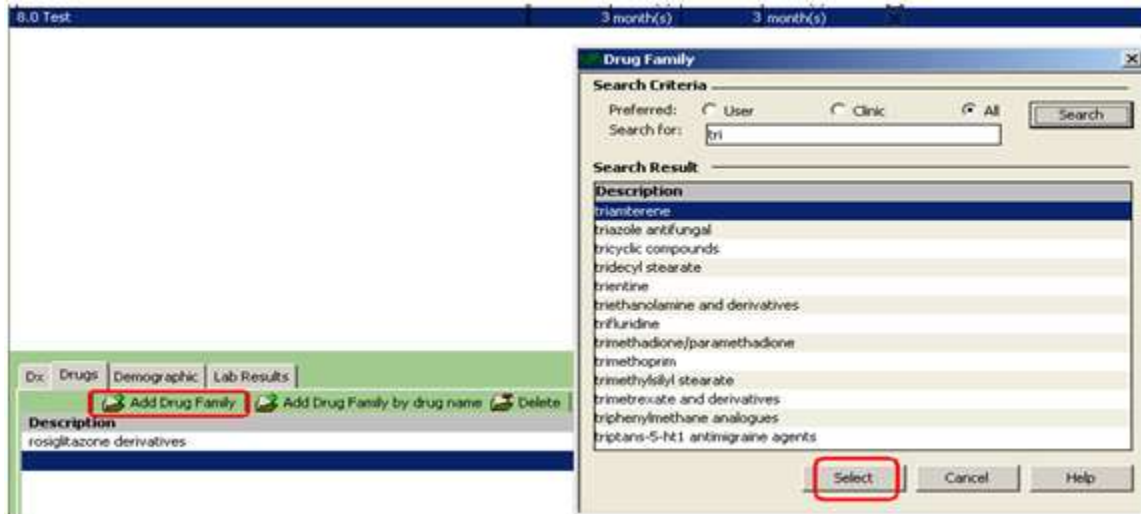 8.0 Test 3 month(s) 3 month(s)
Drug Family
Search Criteria
Preferred: User Clinic All Search
Search for: tri
Search Result
Description
triamterene
triazole antifungal
tricyclic compounds
tridecyl stearate
trientine
triethanolamine and derivatives
trifluridine
trimethadione/paramethadione
trimethoprim
trimethylsilyl stearate
trimetrexate and derivatives
triphenylmethane analogues
triptans-5-ht1 antimigraine agents
Select Cancel Help
Dx Drugs Demographic Lab Results
Add Drug Family Add Drug Family by drug name Delete
Description
rosiglitazone derivatives